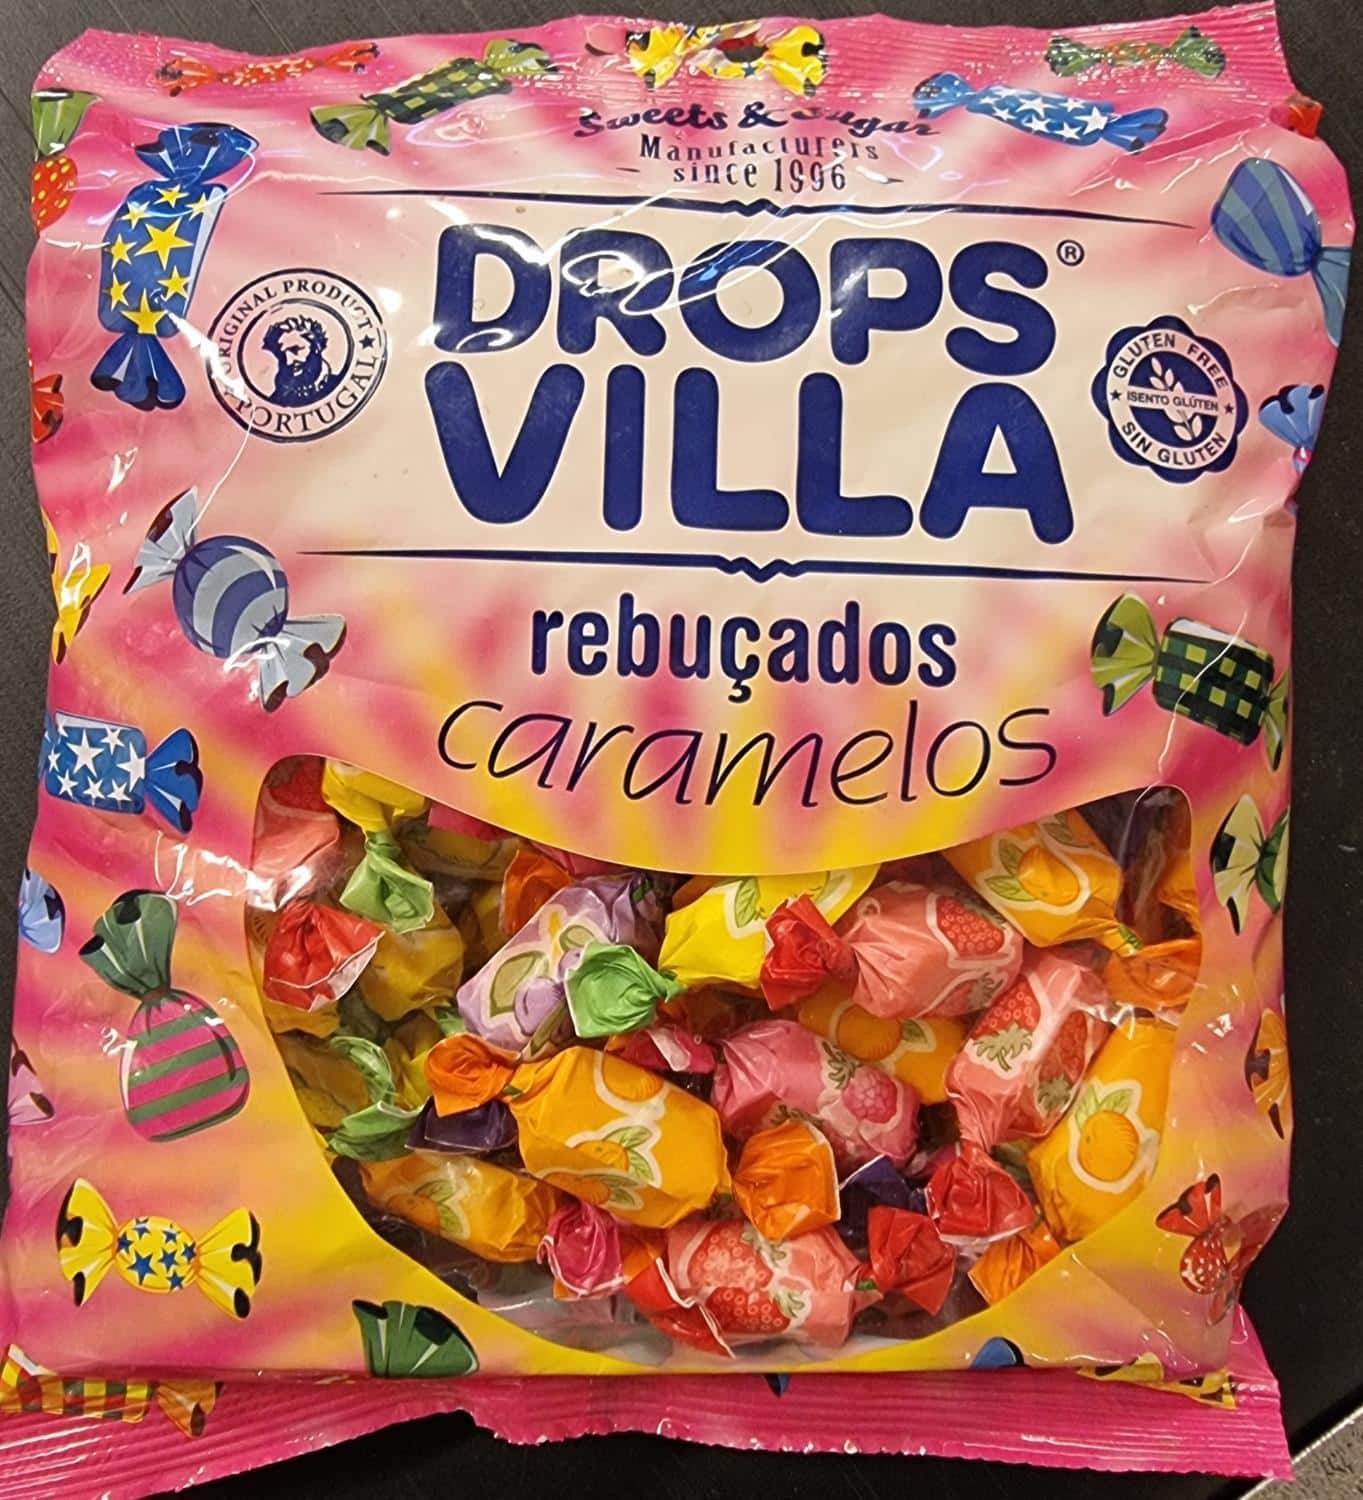 Sweets & Sugar
Manufacturers
since 1996
DROPS®
VILLA
ORIGINAL PRODUCT
PORTUGAL
GLUTEN FREE
ISENTO GLÚTEN
SIN GLUTEN
rebuçados
caramelos